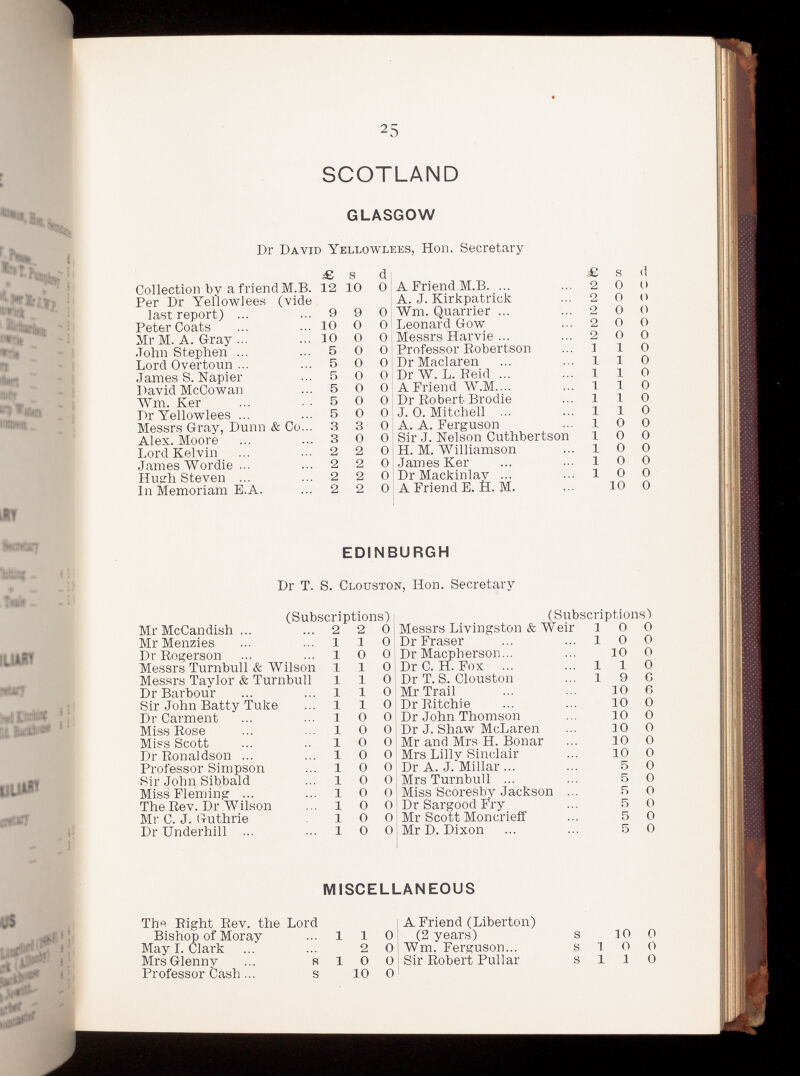 25
SCOTLAND
GLASGOW
Dr David Yellowlees, Hon. Secretary
£ s d
Collection by a friend M.B. 12 10 0
Per Dr Yellowlees (vide
last report) ... ... 9 9 0
Peter Coats ... ... 10 0 0
Mr M. A. Gray ... ... 10 0 0
John Stephen ... ... 5 0 0
Lord Overtoun ... ... 5 0 0
James S. Napier ... 5 0 0
David McCowan ... 5 0 0
Wm. Ker ... .. 5 0 0
Dr Yellowlees ... ... 5 0 0
Messrs Gray, Dunn & Co... 3 3 0
Alex. Moore ... ... 3 0 0
Lord Kelvin ... ... 2 2 0
James Wordie ... ... 2 2 0
Hugh Steven ... ... 2 2 0
In Memoriam E.A. ... 2 2 0
£ s d
A Friend M.B. ... ... 2 0 0
A. J. Kirkpatrick ... 2 0 0
Wm. Quarrier ... ... 2 0 0
Leonard Gow ... 2 0 0
Messrs Harvie ... ... 2 0 0
Professor Robertson ... 1 1 0
Dr Maclaren ... ... 1 1 0
Dr W. L. Reid ... ... 1 1 0
A Friend W.M.... ... 1 1 0
Dr Robert Brodie ... 1 1 0
J. O. Mitchell ... ... 1 1 0
A. A. Ferguson ... 1 0 0
Sir J. Nelson Cuthbertson 1 0 0
H. M. Williamson ... 1 0 0
James Ker ... ... 1 0 0
Dr Mackinlay ... ... 1 0 0
A Friend E. H. M. ... 10 0
EDINBURGH
Dr T. S. Clouston, Hon. Secretary
(Subscriptions)
Mr McCandish ... ... 2 2 0
Mr Menzies ... ... 1 1 0
Dr Rogerson ... ... 1 0 0
Messrs Turnbull & Wilson 1 1 0
Messrs Taylor & Turnbull 1 1 0
Dr Barbour ... ... 1 1 0
Sir John Batty Tuke ... 1 1 0
Dr Carment ... ... 1 0 0
Miss Rose ... ... 1 0 0
Miss Scott ... .. 1 0 0
Dr Ronaldson ... ... 1 0 0
Professor Simpson ... 1 0 0
Sir John Sibbald ... 1 0 0
Miss Fleming ... ... 1 0 0
The Rev. Dr Wilson ... 1 0 0
Mr C. J. Guthrie 1 0 0
Dr Underhill ... ... 1 0 0
(Subscriptions)
Messrs Livingston & Weir 1 0 0
Dr Fraser ... ... 1 0 0
Dr Macpherson... ... 10 0
Dr C. H. Fox ... ... 1 1 0
Dr T. S. Clouston ... 1 9 6
Mr Trail ... ... 10 6
Dr Ritchie ... ... 10 0
Dr John Thomson ... 10 0
Dr J. Shaw McLaren ... 10 0
Mr and Mrs H. Bonar ... 10 0
Mrs Lilly Sinclair ... 10 0
Dr A. J. Millar ... ... 5 0
Mrs Turnbull ... ... 5 0
Miss Scoresby Jackson ... 5 0
Dr Sargood Fry ... 5 0
Mr Scott Moncrieff ... 5 0
Mr D. Dixon ... ... 5 0
MISCELLANEOUS
The Right Rev. the Lord
Bishop of Moray ... 1 1 0
May I. Clark ... ... 2 0
Mrs Glenny ... s 1 0 0
Professor Cash ... s 10 0
A Friend (Liberton)
(2 years) s 10 0
Wm. Ferguson... s 1 0 0
Sir Robert Pullar s 1 1 0